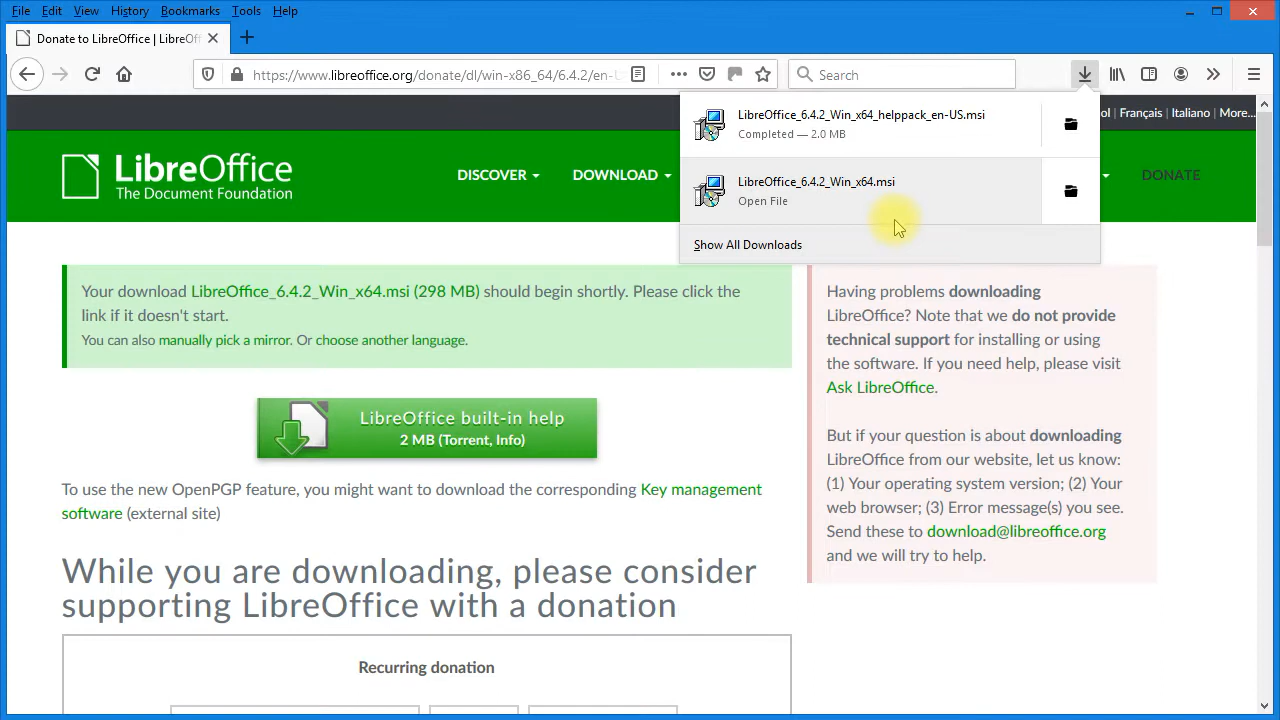 File Edit View History Bookmarks Tools Help
Donate to LibreOffice | LibreOff
https://www.libreoffice.org/donate/dl/win-x86_64/6.4.2/en-U
Search
LibreOffice_6.4.2_Win_x64_helppack_en-US.msi
Completed — 2.0 MB
LibreOffice_6.4.2_Win_x64.msi
Open File
Show All Downloads
ol | Français | Italiano | More...
LibreOffice
The Document Foundation
DISCOVER DOWNLOAD DONATE
Your download LibreOffice_6.4.2_Win_x64.msi (298 MB) should begin shortly. Please click the
link if it doesn't start.
You can also manually pick a mirror. Or choose another language.
LibreOffice built-in help
2 MB (Torrent, Info)
To use the new OpenPGP feature, you might want to download the corresponding Key management
software (external site)
While you are downloading, please consider
supporting LibreOffice with a donation
Recurring donation
Having problems downloading
LibreOffice? Note that we do not provide
technical support for installing or using
the software. If you need help, please visit
Ask LibreOffice.
But if your question is about downloading
LibreOffice from our website, let us know:
(1) Your operating system version; (2) Your
web browser; (3) Error message(s) you see.
Send these to download@libreoffice.org
and we will try to help.